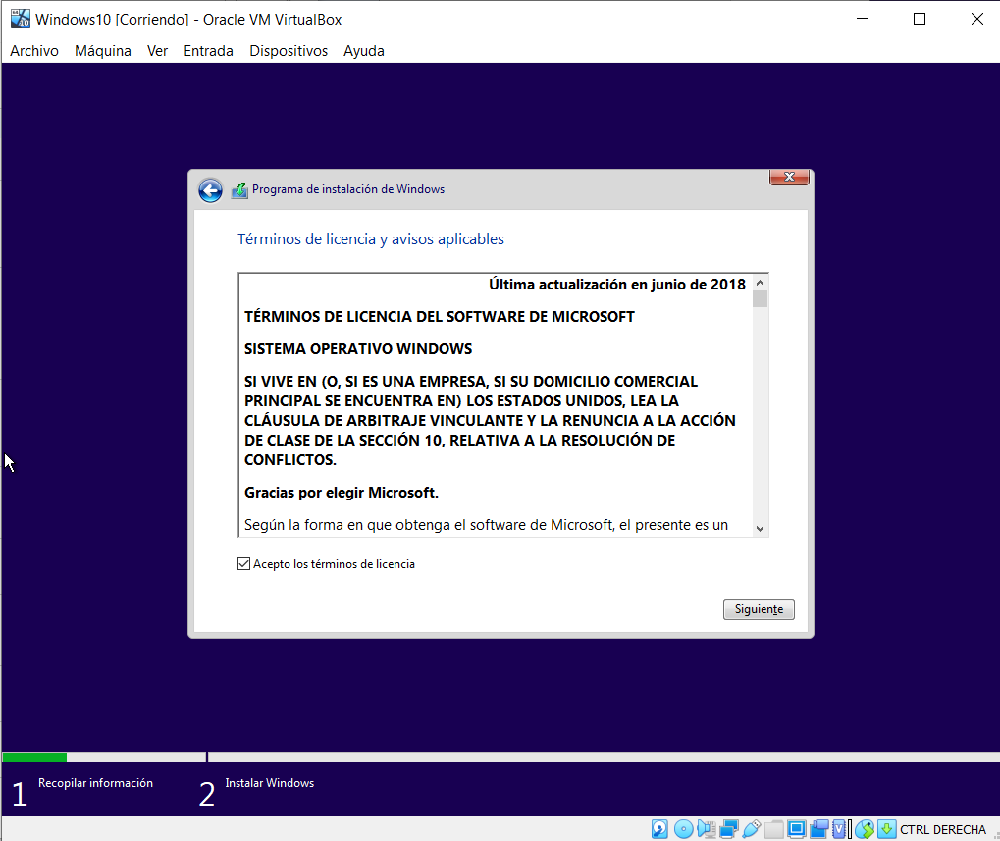 Windows10 [Corriendo] - Oracle VM VirtualBox
Archivo Máquina Ver Entrada Dispositivos Ayuda
Programa de instalación de Windows
Términos de licencia y avisos aplicables
Última actualización en junio de 2018
TÉRMINOS DE LICENCIA DEL SOFTWARE DE MICROSOFT
SISTEMA OPERATIVO WINDOWS
SI VIVE EN (O, SI ES UNA EMPRESA, SI SU DOMICILIO COMERCIAL
PRINCIPAL SE ENCUENTRA EN) LOS ESTADOS UNIDOS, LEA LA
CLÁUSULA DE ARBITRAJE VINCULANTE Y LA RENUNCIA A LA ACCIÓN
DE CLASE DE LA SECCIÓN 10, RELATIVA A LA RESOLUCIÓN DE
CONFLICTOS.
Gracias por elegir Microsoft.
Según la forma en que obtenga el software de Microsoft, el presente es un
Acepto los términos de licencia
Siguiente
1 Recopilar información 2 Instalar Windows
CTRL DERECHA